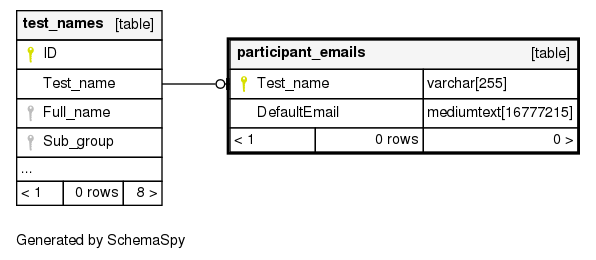 test_names [table]
ID
Test_name
Full_name
Sub_group
...
< 1 0 rows 8 >
participant_emails [table]
Test_name varchar[255]
DefaultEmail mediumtext[16777215]
< 1 0 rows 0 >
Generated by SchemaSpy